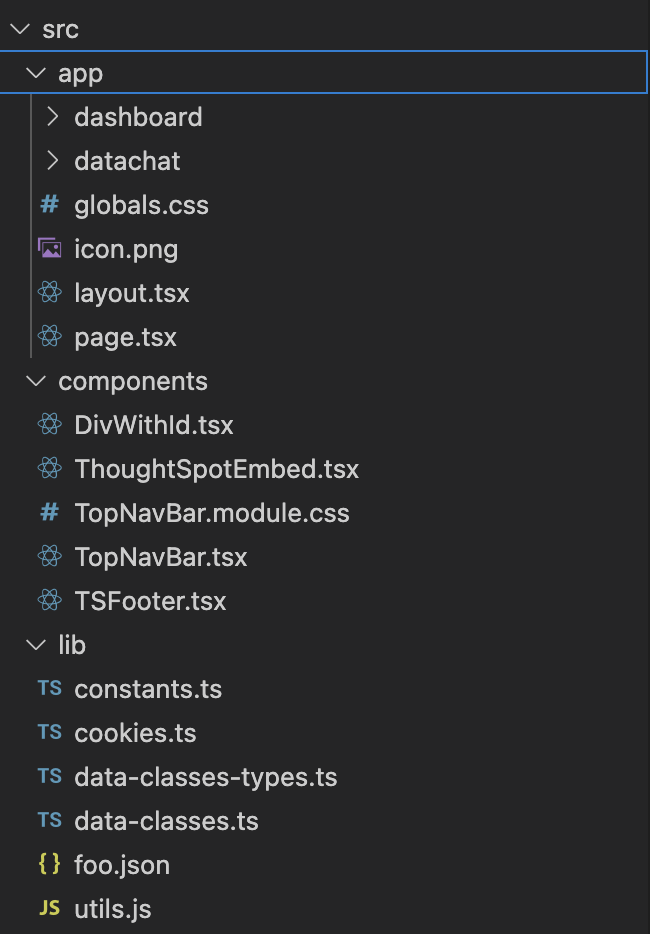 src
app
dashboard
datachat
# globals.css
icon.png
layout.tsx
page.tsx
components
DivWithId.tsx
ThoughtSpotEmbed.tsx
# TopNavBar.module.css
TopNavBar.tsx
TSFooter.tsx
lib
TS constants.ts
TS cookies.ts
TS data-classes-types.ts
TS data-classes.ts
{} foo.json
JS utils.js